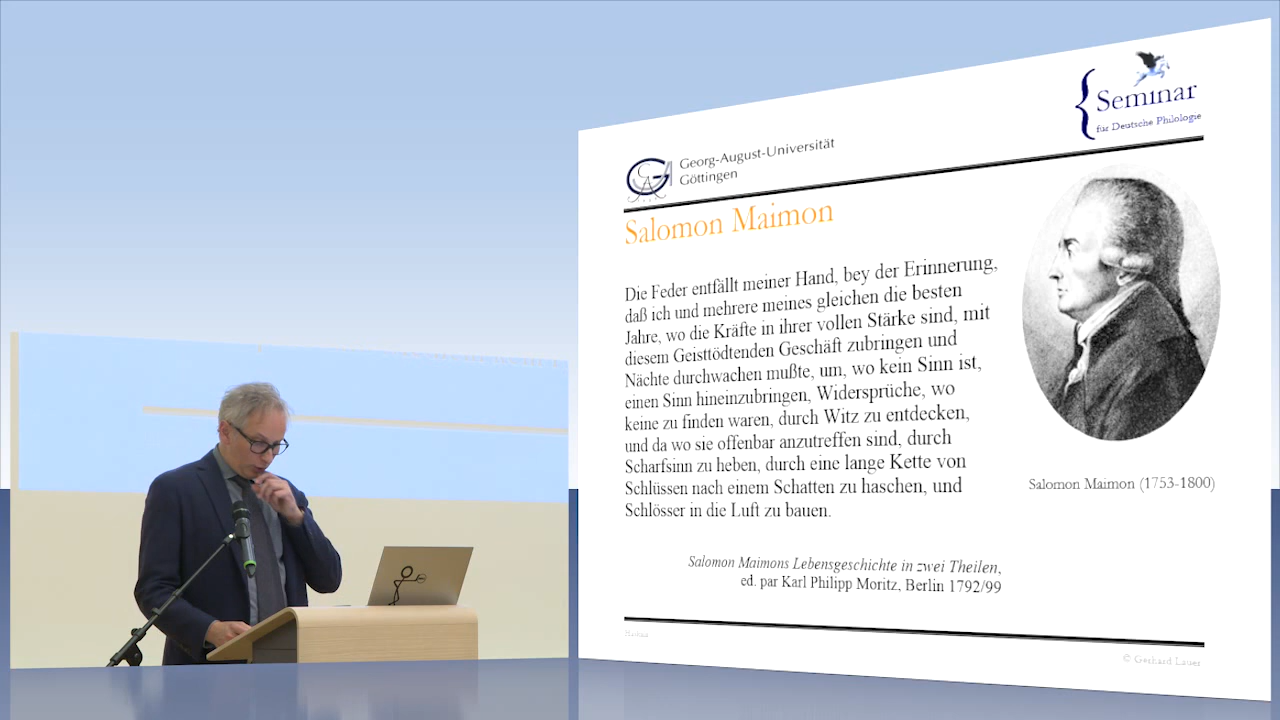 Seminar
für Deutsche Philologie
Georg-August-Universität
Göttingen
Salomon Maimon
Die Feder entfällt meiner Hand, bey der Erinnerung,
daß ich und mehrere meines gleichen die besten
Jahre, wo die Kräfte in ihrer vollen Stärke sind, mit
diesem Geisttödtenden Geschäft zubringen und
Nächte durchwachen mußte, um, wo kein Sinn ist,
einen Sinn hineinzubringen, Widersprüche, wo
keine zu finden waren, durch Witz zu entdecken,
und da wo sie offenbar anzutreffen sind, durch
Scharfsinn zu heben, durch eine lange Kette von
Schlüssen nach einem Schatten zu haschen, und
Schlösser in die Luft zu bauen.
Salomon Maimon (1753-1800)
Salomon Maimons Lebensgeschichte in zwei Theilen,
ed. par Karl Philipp Moritz, Berlin 1792/99
© Gerhard Lauer